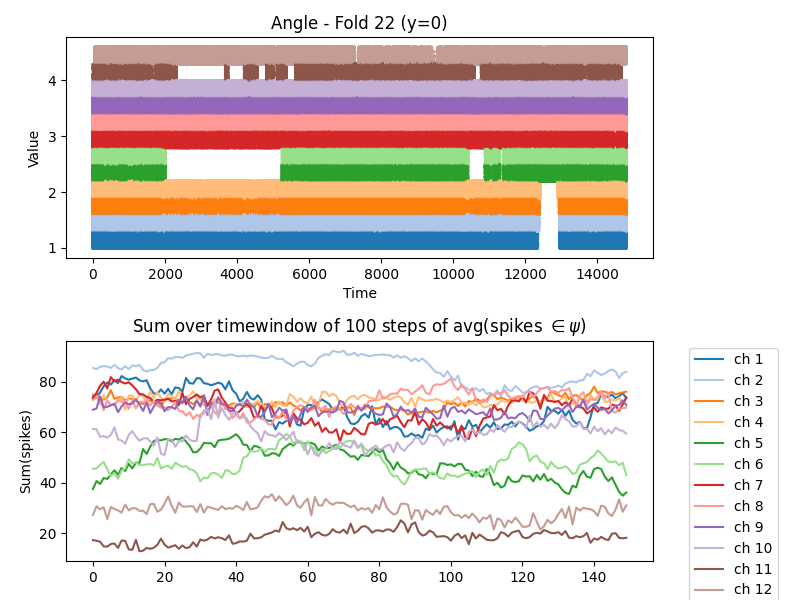 Angle - Fold 22 (y=0)
Value
4
3
2
1
0 2000 4000 6000 8000 10000 12000 14000
Time
Sum over timewindow of 100 steps of avg(spikes ∈ ψ)
Sum(spikes)
80
60
40
20
0 20 40 60 80 100 120 140
ch 1
ch 2
ch 3
ch 4
ch 5
ch 6
ch 7
ch 8
ch 9
ch 10
ch 11
ch 12